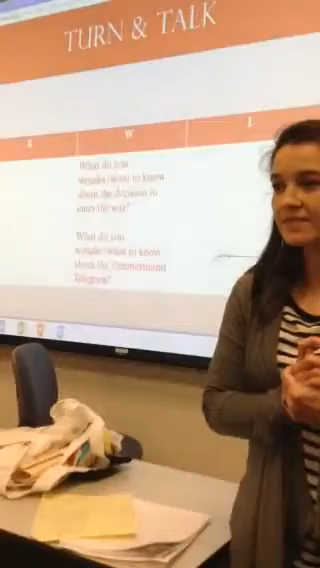 TURN & TALK
K W L
What do you
wonder/want to know
about the decision to
enter the war?
What do you
wonder/want to know
about the Zimmermann
Telegram?